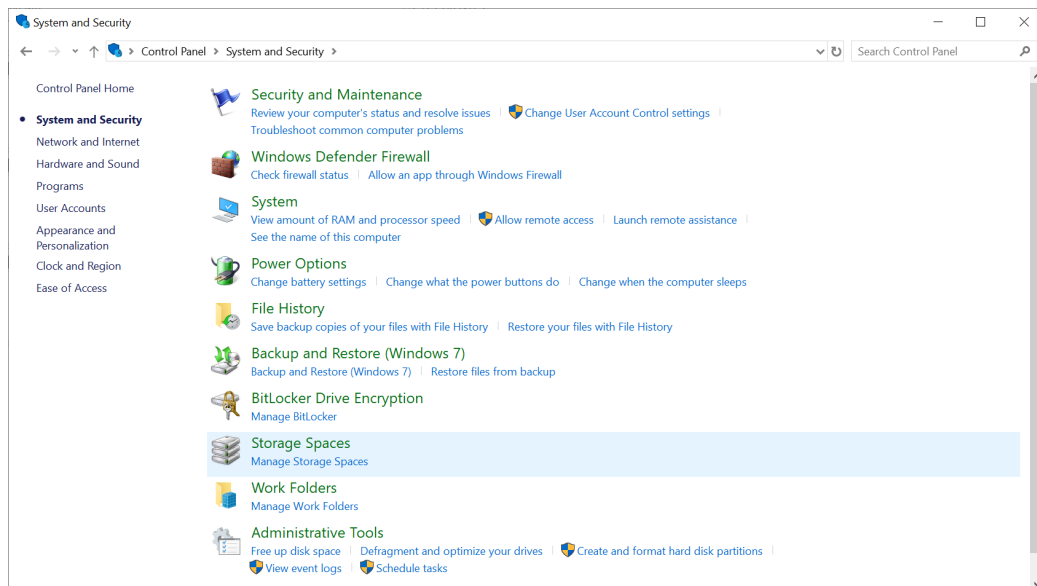 System and Security
Control Panel System and Security
Search Control Panel
Control Panel Home
System and Security
Network and Internet
Hardware and Sound
Programs
User Accounts
Appearance and
Personalization
Clock and Region
Ease of Access
Security and Maintenance
Review your computer's status and resolve issues Change User Account Control settings
Troubleshoot common computer problems
Windows Defender Firewall
Check firewall status Allow an app through Windows Firewall
System
View amount of RAM and processor speed Allow remote access Launch remote assistance
See the name of this computer
Power Options
Change battery settings Change what the power buttons do Change when the computer sleeps
File History
Save backup copies of your files with File History Restore your files with File History
Backup and Restore (Windows 7)
Backup and Restore (Windows 7) Restore files from backup
BitLocker Drive Encryption
Manage BitLocker
Storage Spaces
Manage Storage Spaces
Work Folders
Manage Work Folders
Administrative Tools
Free up disk space Defragment and optimize your drives Create and format hard disk partitions
View event logs Schedule tasks